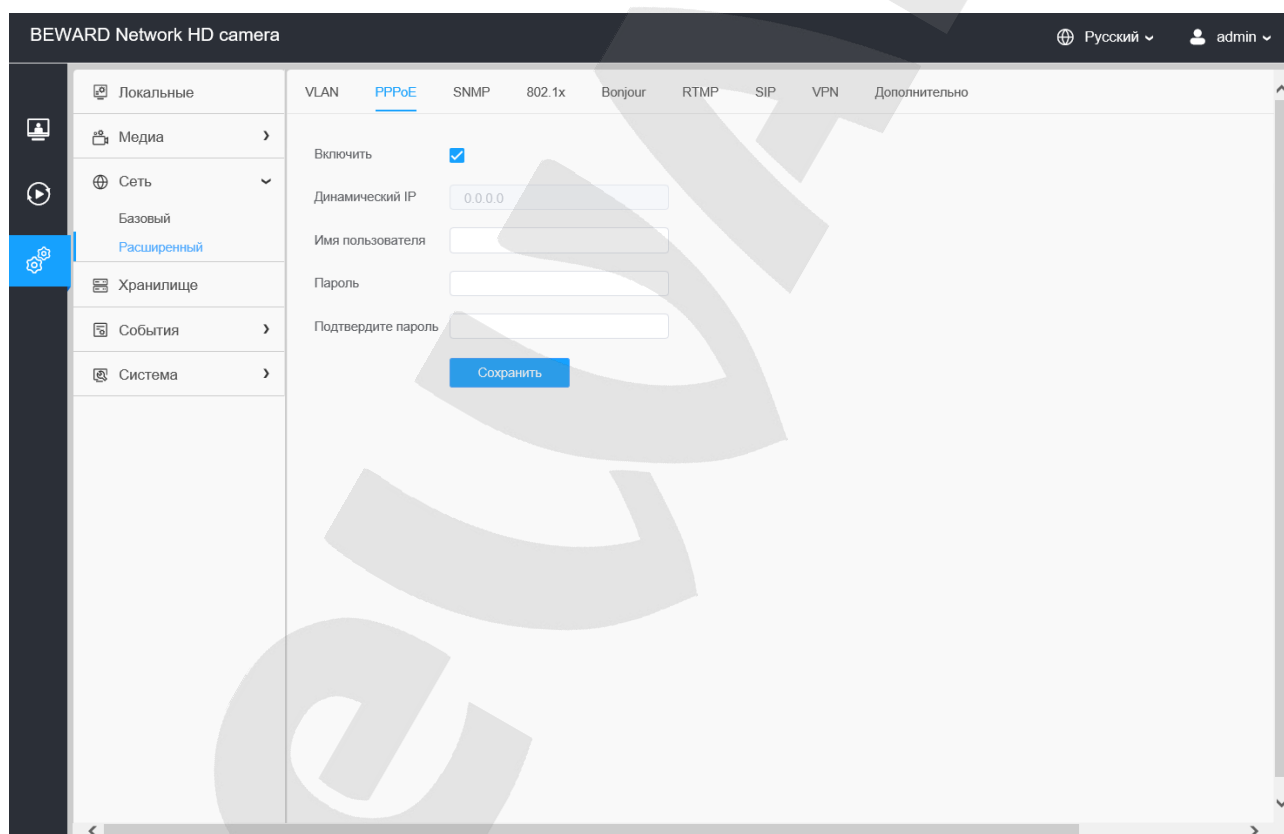 BEWARD Network HD camera
Русский
admin
Локальные
Медиа
Сеть
Базовый
Расширенный
Хранилище
События
Система
VLAN PPPoE SNMP 802.1x Bonjour RTMP SIP VPN Дополнительно
Включить
Динамический IP 0.0.0.0
Имя пользователя
Пароль
Подтвердите пароль
Сохранить